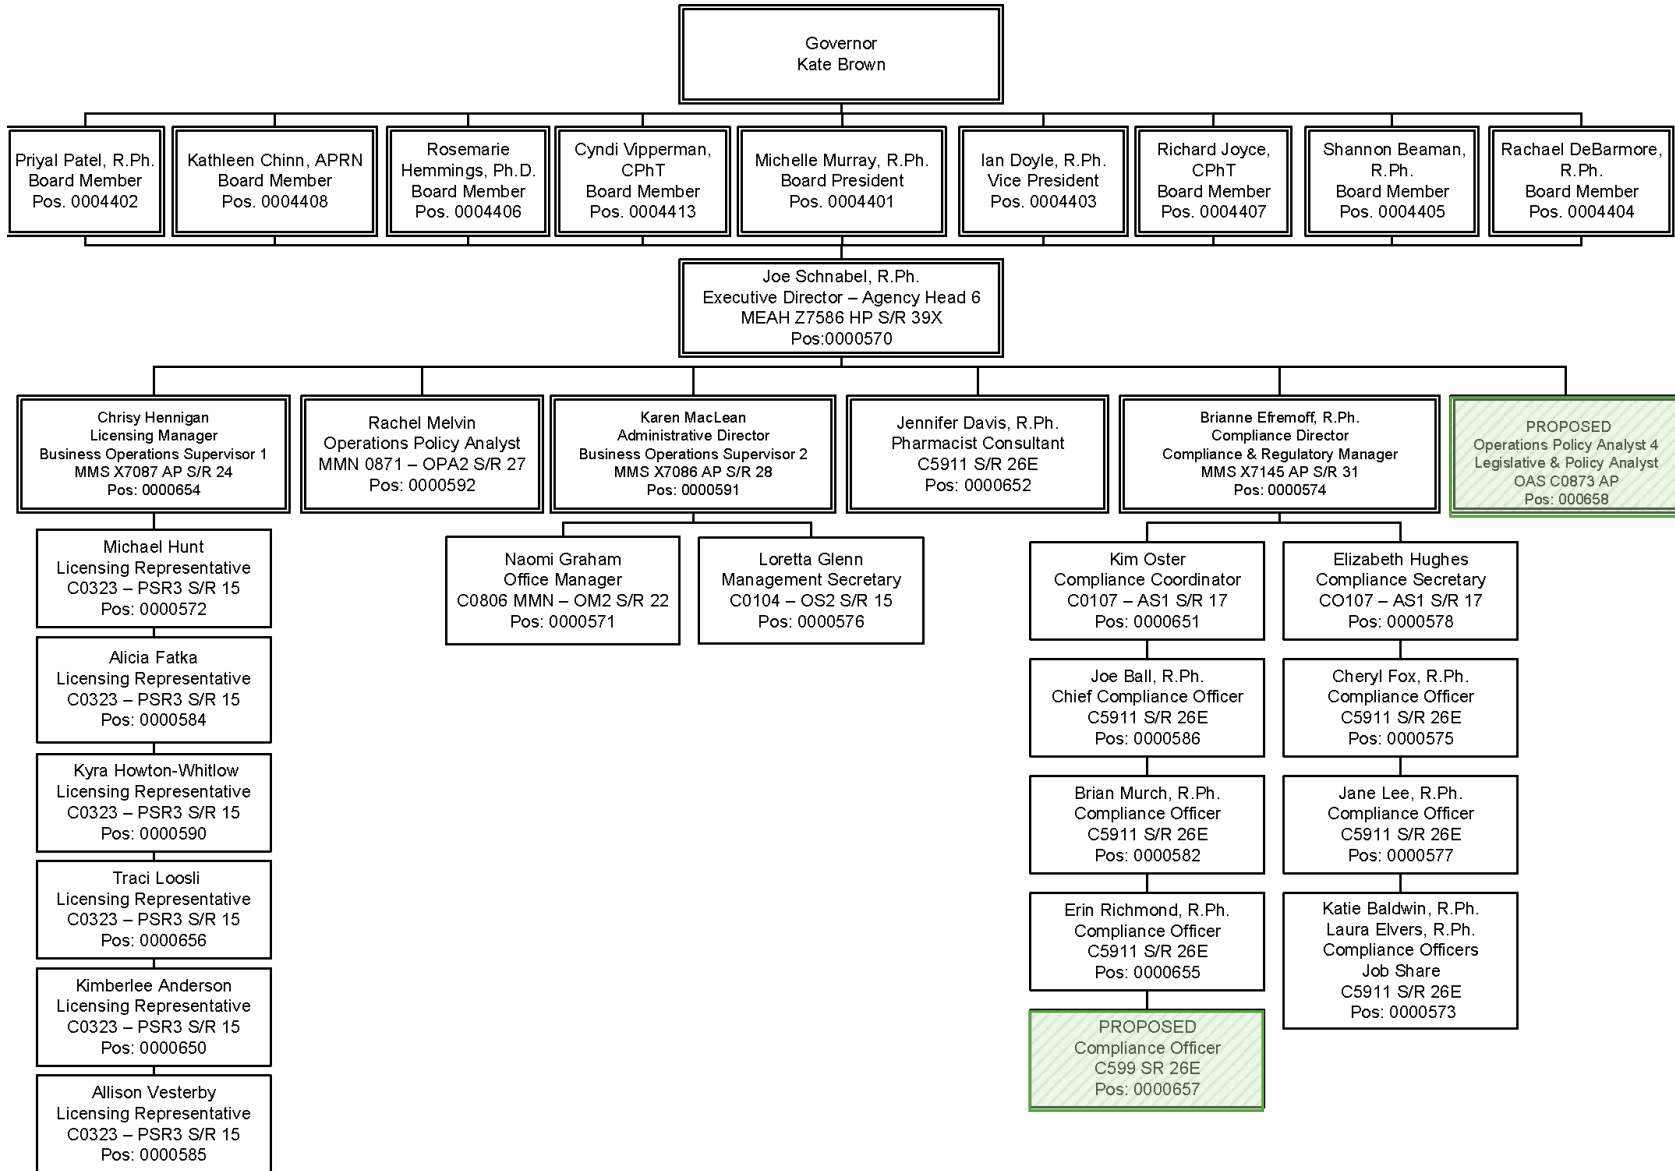 Governor
Kate Brown
Priyal Patel, R.Ph.
Board Member
Pos. 0004402
Kathleen Chinn, APRN
Board Member
Pos. 0004408
Rosemarie
Hemmings, Ph.D.
Board Member
Pos. 0004406
Cyndi Vipperman,
CPhT
Board Member
Pos. 0004413
Michelle Murray, R.Ph.
Board President
Pos. 0004401
Ian Doyle, R.Ph.
Vice President
Pos. 0004403
Richard Joyce,
CPhT
Board Member
Pos. 0004407
Shannon Beaman,
R.Ph.
Board Member
Pos. 0004405
Rachael DeBarmore,
R.Ph.
Board Member
Pos. 0004404
Joe Schnabel, R.Ph.
Executive Director – Agency Head 6
MEAH Z7586 HP S/R 39X
Pos:0000570
Chrisy Hennigan
Licensing Manager
Business Operations Supervisor 1
MMS X7087 AP S/R 24
Pos: 0000654
Rachel Melvin
Operations Policy Analyst
MMN 0871 – OPA2 S/R 27
Pos: 0000592
Karen MacLean
Administrative Director
Business Operations Supervisor 2
MMS X7086 AP S/R 28
Pos: 0000591
Jennifer Davis, R.Ph.
Pharmacist Consultant
C5911 S/R 26E
Pos: 0000652
Brianne Efremoff, R.Ph.
Compliance Director
Compliance & Regulatory Manager
MMS X7145 AP S/R 31
Pos: 0000574
PROPOSED
Operations Policy Analyst 4
Legislative & Policy Analyst
OAS C0873 AP
Pos: 000658
Michael Hunt
Licensing Representative
C0323 – PSR3 S/R 15
Pos: 0000572
Alicia Fatka
Licensing Representative
C0323 – PSR3 S/R 15
Pos: 0000584
Kyra Howton-Whitlow
Licensing Representative
C0323 – PSR3 S/R 15
Pos: 0000590
Traci Loosli
Licensing Representative
C0323 – PSR3 S/R 15
Pos: 0000656
Kimberlee Anderson
Licensing Representative
C0323 – PSR3 S/R 15
Pos: 0000650
Allison Vesterby
Licensing Representative
C0323 – PSR3 S/R 15
Pos: 0000585
Naomi Graham
Office Manager
C0806 MMN – OM2 S/R 22
Pos: 0000571
Loretta Glenn
Management Secretary
C0104 – OS2 S/R 15
Pos: 0000576
Kim Oster
Compliance Coordinator
C0107 – AS1 S/R 17
Pos: 0000651
Joe Ball, R.Ph.
Chief Compliance Officer
C5911 S/R 26E
Pos: 0000586
Brian Murch, R.Ph.
Compliance Officer
C5911 S/R 26E
Pos: 0000582
Erin Richmond, R.Ph.
Compliance Officer
C5911 S/R 26E
Pos: 0000655
PROPOSED
Compliance Officer
C599 SR 26E
Pos: 0000657
Elizabeth Hughes
Compliance Secretary
CO107 – AS1 S/R 17
Pos: 0000578
Cheryl Fox, R.Ph.
Compliance Officer
C5911 S/R 26E
Pos: 0000575
Jane Lee, R.Ph.
Compliance Officer
C5911 S/R 26E
Pos: 0000577
Katie Baldwin, R.Ph.
Laura Elvers, R.Ph.
Compliance Officers
Job Share
C5911 S/R 26E
Pos: 0000573